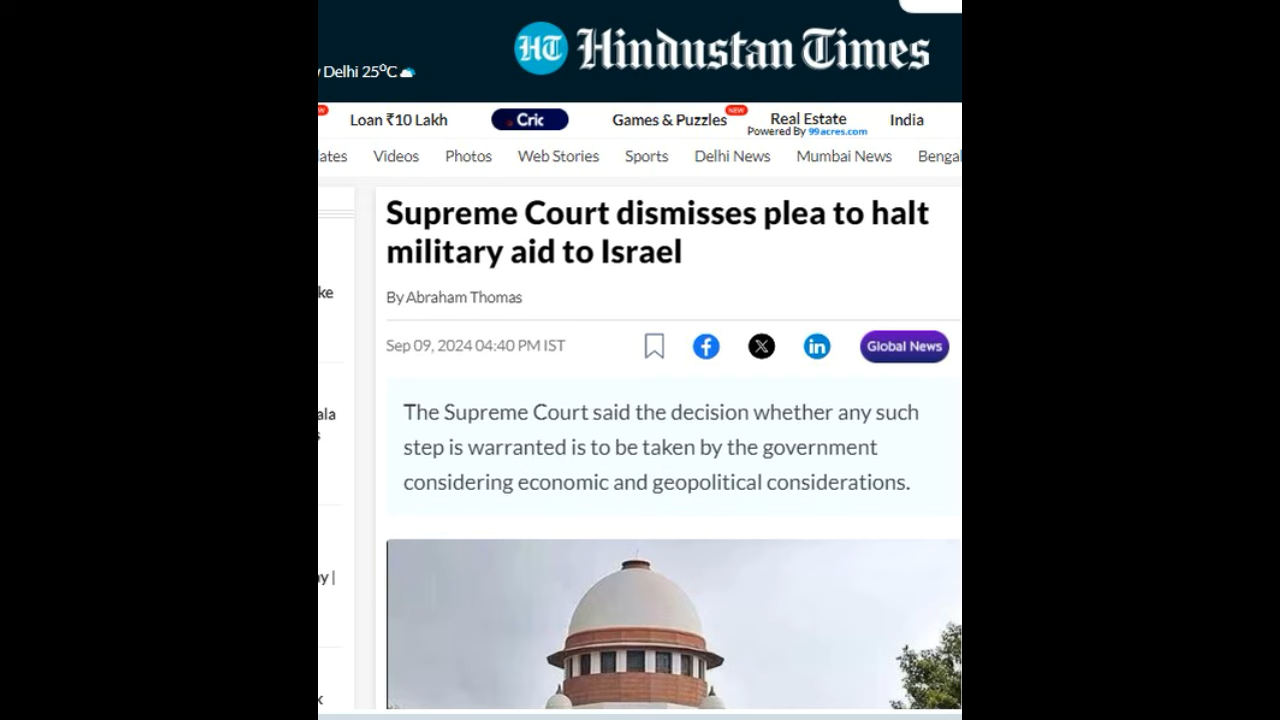 HT Hindustan Times
Delhi 25°C
Loan ₹10 Lakh Cric Games & Puzzles NEW Real Estate India
Powered By 99acres.com
Videos Photos Web Stories Sports Delhi News Mumbai News
Supreme Court dismisses plea to halt
military aid to Israel
By Abraham Thomas
Sep 09, 2024 04:40 PM IST
Global News
The Supreme Court said the decision whether any such
step is warranted is to be taken by the government
considering economic and geopolitical considerations.